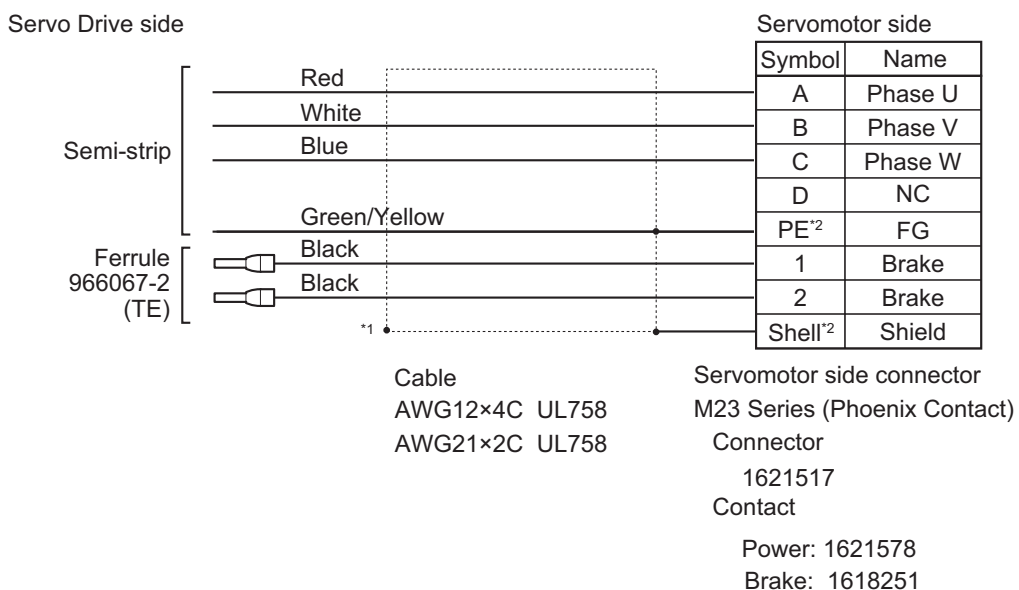 Servo Drive side
Servomotor side
Symbol Name
Red
A Phase U
White
B Phase V
Semi-strip
Blue
C Phase W
D NC
Green/Yellow
PE*2 FG
Ferrule
966067-2
(TE)
Black
1 Brake
Black
2 Brake
*1
Shell*2 Shield
Cable
AWG12×4C UL758
AWG21×2C UL758
Servomotor side connector
M23 Series (Phoenix Contact)
Connector
1621517
Contact
Power: 1621578
Brake: 1618251